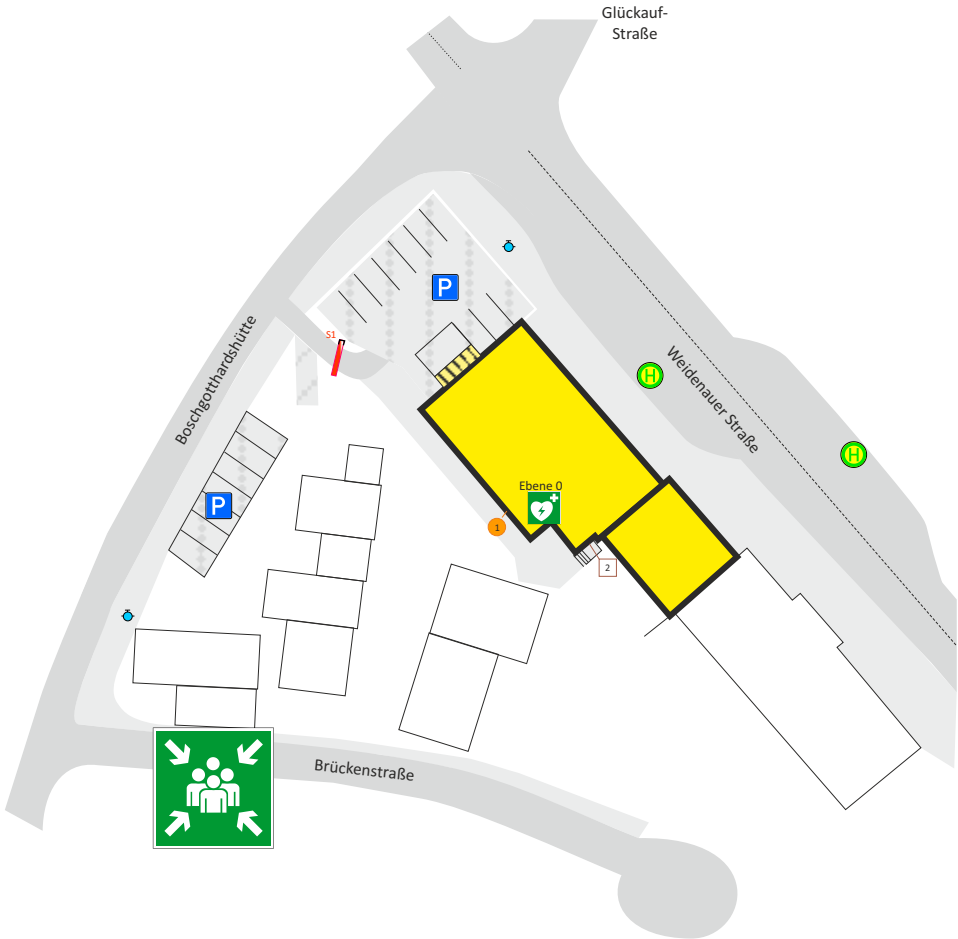 Glückauf-
Straße
P
S1
Boschgotthardshütte
Weidenauer Straße
H
H
Ebene 0
P
1
2
Brückenstraße